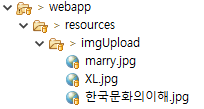 > webapp
> resources
> imgUpload
marry.jpg
XL.jpg
한국문화의이해.jpg